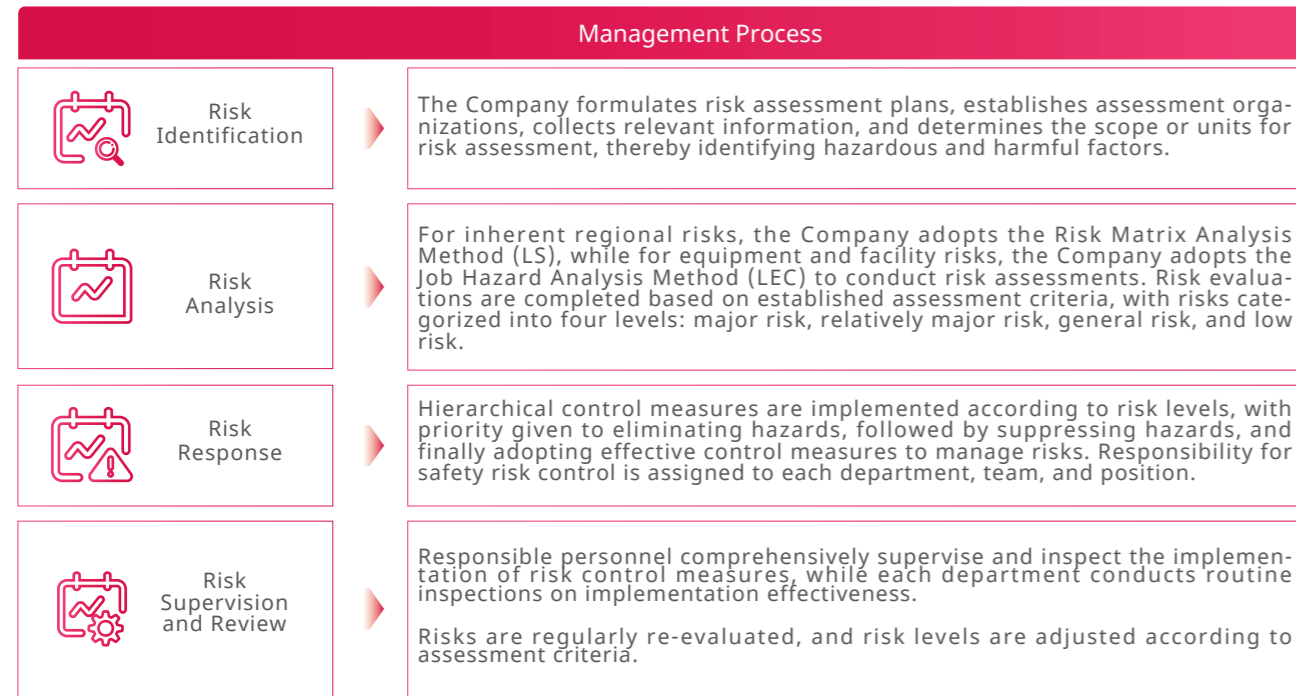 Management Process
Risk
Identification
The Company formulates risk assessment plans, establishes assessment orga-
nizations, collects relevant information, and determines the scope or units for
risk assessment, thereby identifying hazardous and harmful factors.
Risk
Analysis
For inherent regional risks, the Company adopts the Risk Matrix Analysis
Method (LS), while for equipment and facility risks, the Company adopts the
Job Hazard Analysis Method (LEC) to conduct risk assessments. Risk evalua-
tions are completed based on established assessment criteria, with risks cate-
gorized into four levels: major risk, relatively major risk, general risk, and low
risk.
Risk
Response
Hierarchical control measures are implemented according to risk levels, with
priority given to eliminating hazards, followed by suppressing hazards, and
finally adopting effective control measures to manage risks. Responsibility for
safety risk control is assigned to each department, team, and position.
Risk
Supervision
and Review
Responsible personnel comprehensively supervise and inspect the implemen-
tation of risk control measures, while each department conducts routine
inspections on implementation effectiveness.
Risks are regularly re-evaluated, and risk levels are adjusted according to
assessment criteria.